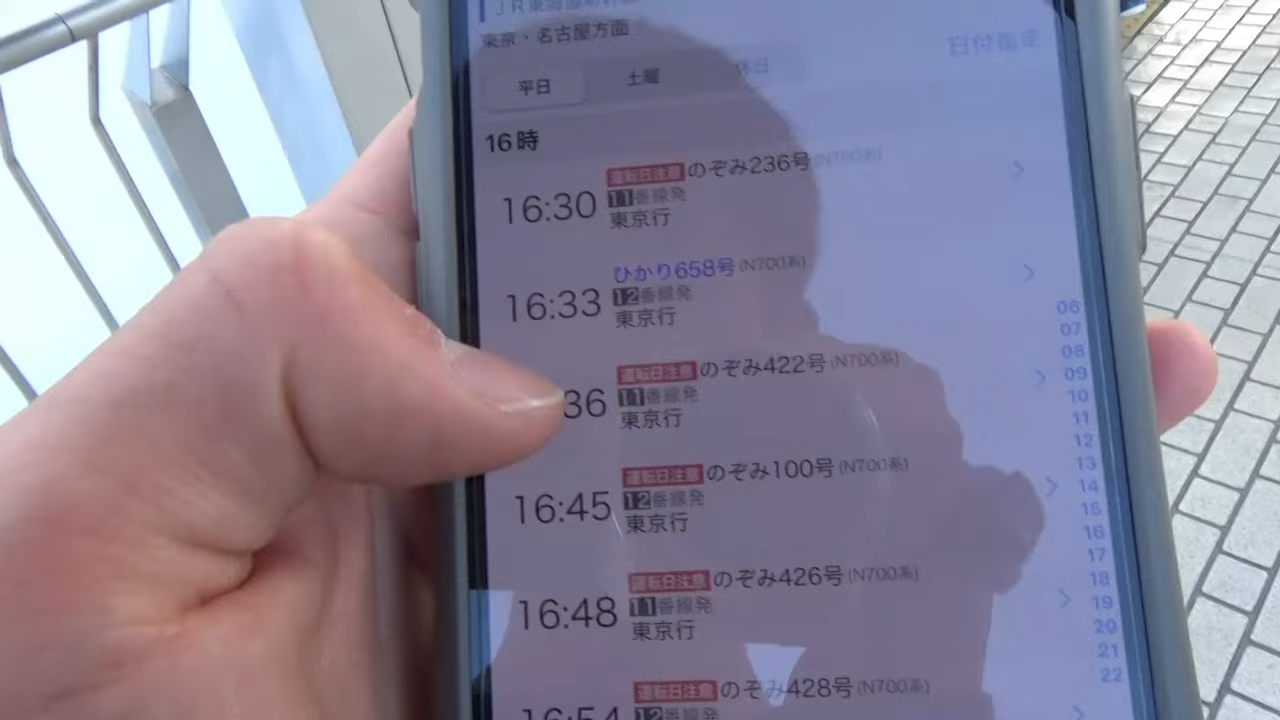 東京・名古屋方面
日付指定
平日 土曜 休日
16時
運転日注意 のぞみ236号(N700系)
16:30 11番線発
東京行
ひかり658号(N700系)
16:33 12番線発
東京行
運転日注意 のぞみ422号(N700系)
36 11番線発
東京行
運転日注意 のぞみ100号(N700系)
16:45 12番線発
東京行
運転日注意 のぞみ426号(N700系)
16:48 11番線発
東京行
運転日注意 のぞみ428号(N700系)
16:54 12番線発
06
07
08
09
10
11
12
13
14
15
16
17
18
19
20
21
22